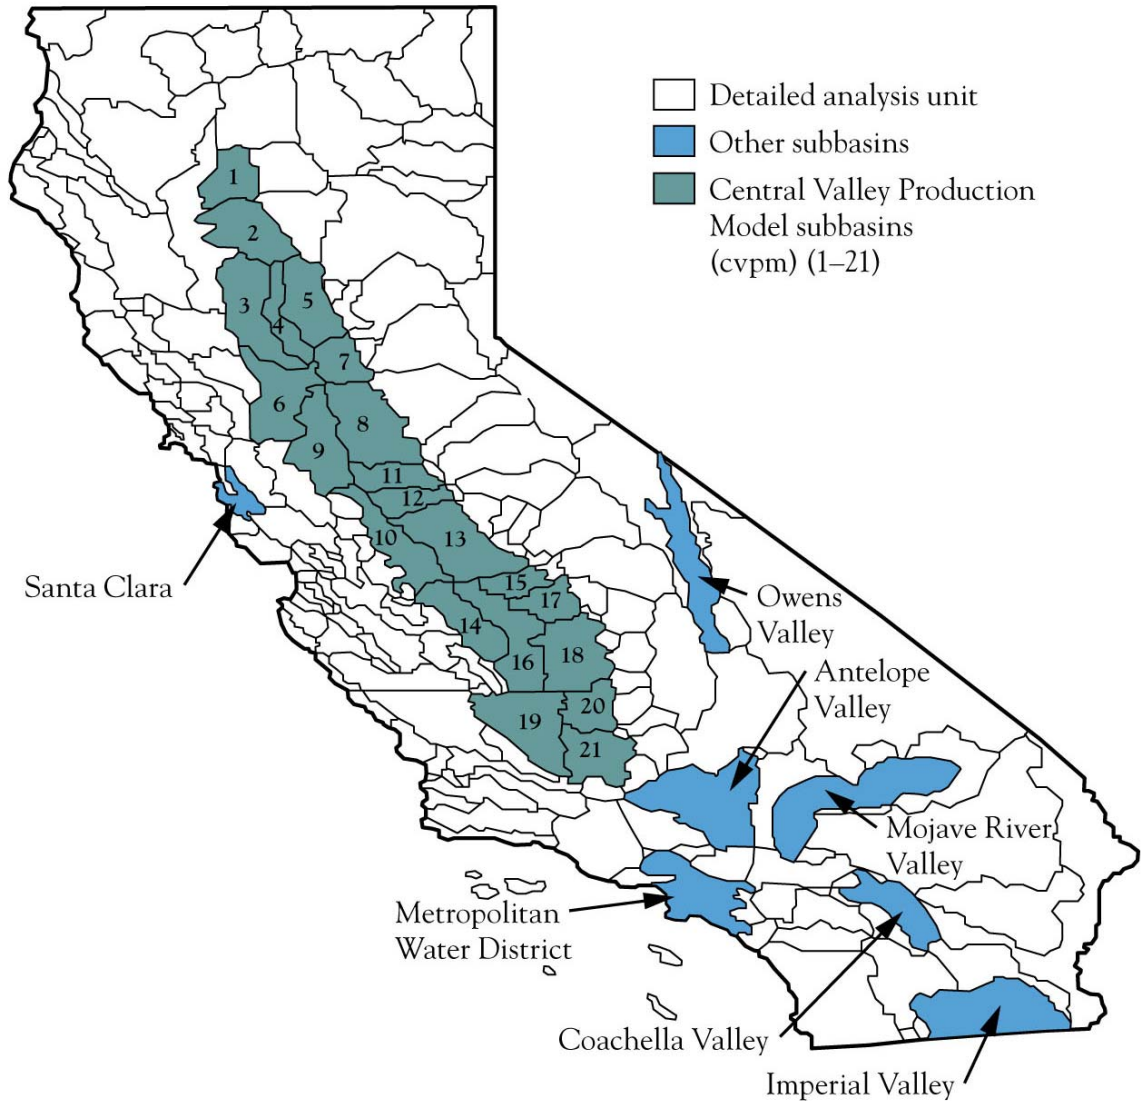 Detailed analysis unit
Other subbasins
Central Valley Production
Model subbasins
(cvpm) (1–21)
1
2
3
4
5
6
7
8
9
10
11
12
13
14
15
16
17
18
19
20
21
Santa Clara
Owens
Valley
Antelope
Valley
Mojave River
Valley
Metropolitan
Water District
Coachella Valley
Imperial Valley